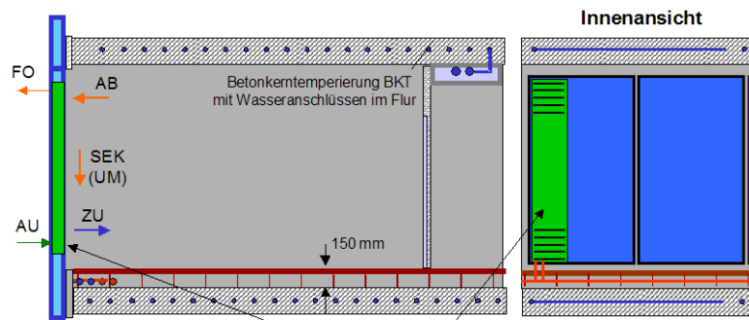 Innenansicht
FO
AB
Betonkerntemperierung BKT
mit Wasseranschlüssen im Flur
SEK
(UM)
AU
ZU
150 mm